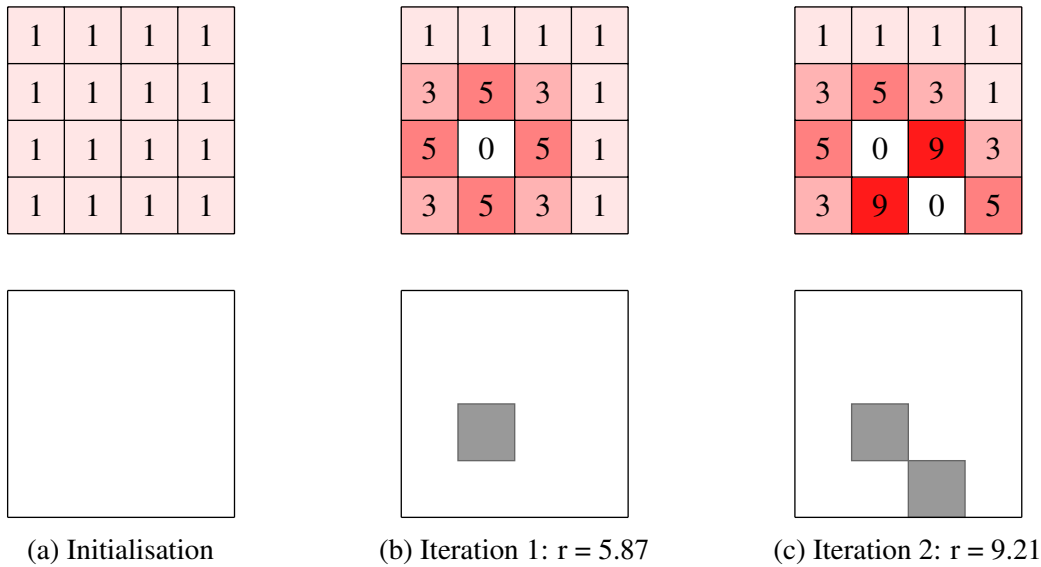 1 1 1 1 1 1 1 1 1 1 1 1
1 1 1 1 3 5 3 1 3 5 3 1
1 1 1 1 5 0 5 1 5 0 9 3
1 1 1 1 3 5 3 1 3 9 0 5
(a) Initialisation (b) Iteration 1: r = 5.87 (c) Iteration 2: r = 9.21